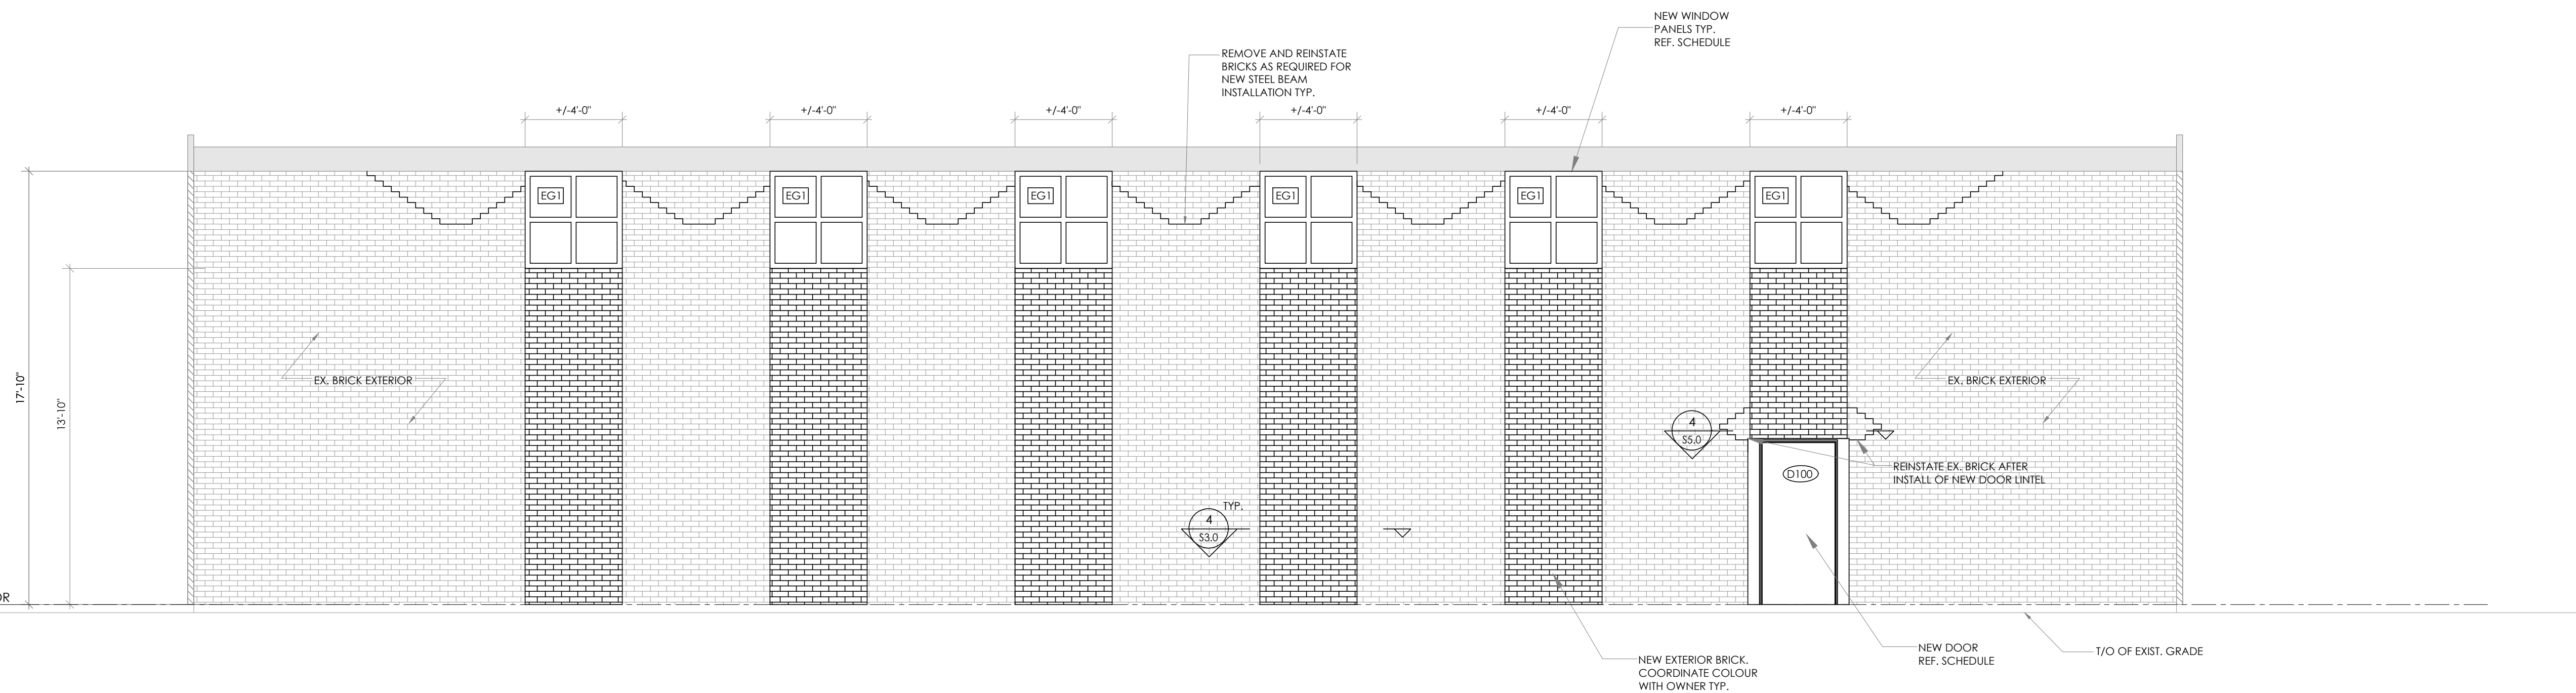 NEW WINDOW
PANELS TYP.
REF. SCHEDULE
REMOVE AND REINSTATE
BRICKS AS REQUIRED FOR
NEW STEEL BEAM
INSTALLATION TYP.
+/-4'-0"
+/-4'-0"
+/-4'-0"
+/-4'-0"
+/-4'-0"
+/-4'-0"
EG1
EG1
EG1
EG1
EG1
EG1
17'-10"
13'-10"
EX. BRICK EXTERIOR
EX. BRICK EXTERIOR
4
S5.0
REINSTATE EX. BRICK AFTER
INSTALL OF NEW DOOR LINTEL
D100
TYP.
4
S3.0
OR
NEW DOOR
REF. SCHEDULE
T/O OF EXIST. GRADE
NEW EXTERIOR BRICK.
COORDINATE COLOUR
WITH OWNER TYP.